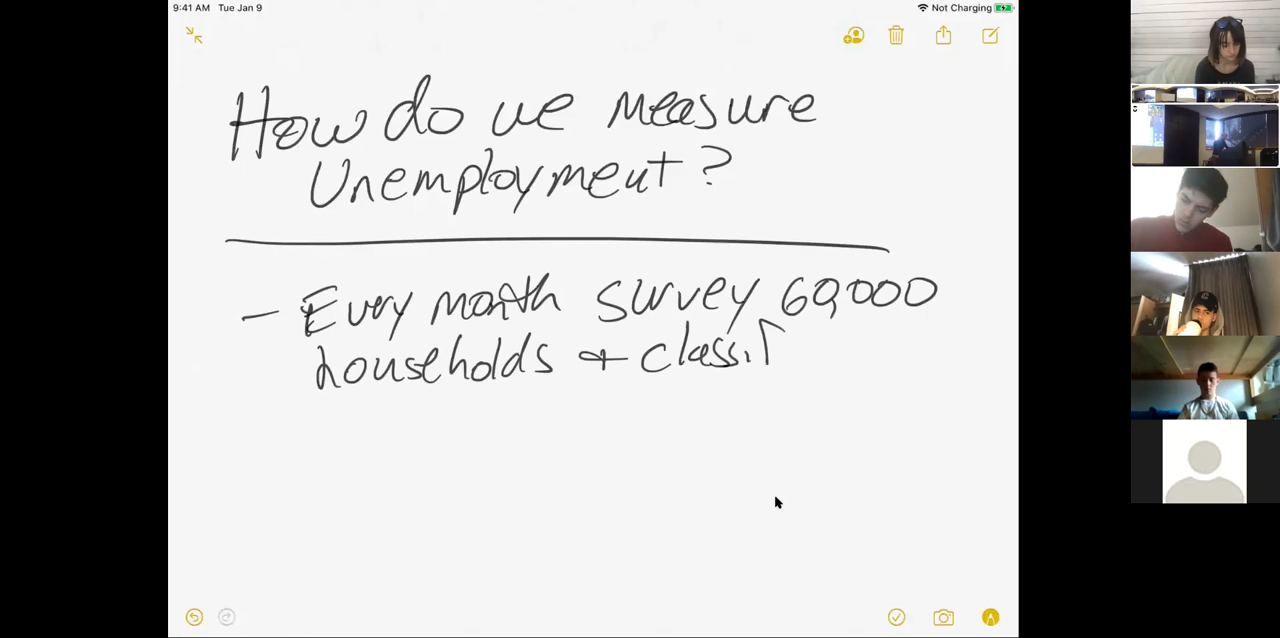 9:41 AM Tue Jan 9 Not Charging
How do we measure
Unemployment?
- Every month survey 60,000
households + classif